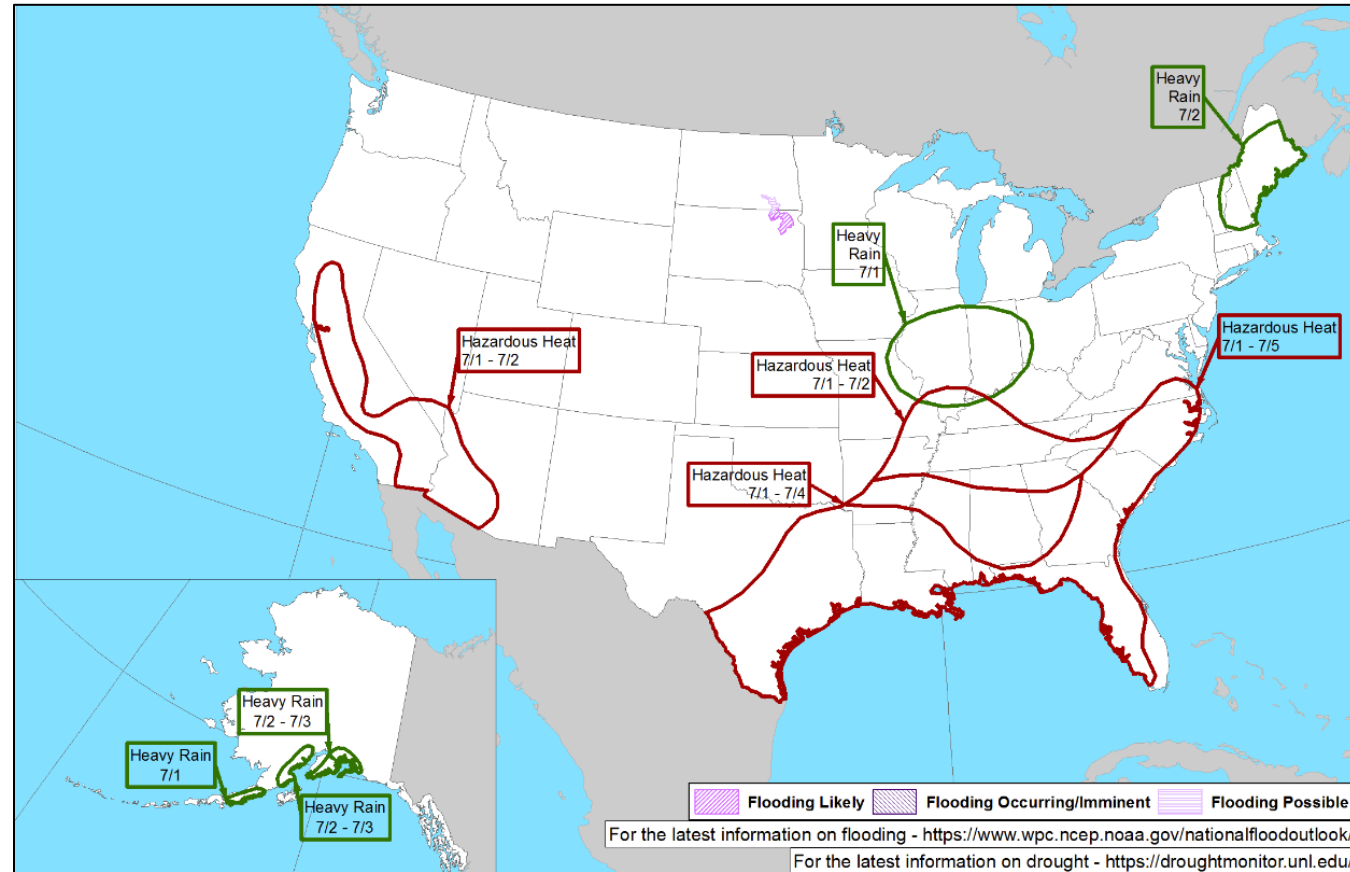 Heavy
Rain
7/2
Heavy
Rain
7/1
Hazardous Heat
7/1 - 7/5
Hazardous Heat
7/1 - 7/2
Hazardous Heat
7/1 - 7/2
Hazardous Heat
7/1 - 7/4
Heavy Rain
7/2 - 7/3
Heavy Rain
7/1
Heavy Rain
7/2 - 7/3
Flooding Likely Flooding Occurring/Imminent Flooding Possible
For the latest information on flooding - https://www.wpc.ncep.noaa.gov/nationalfloodoutlook/
For the latest information on drought - https://droughtmonitor.unl.edu/